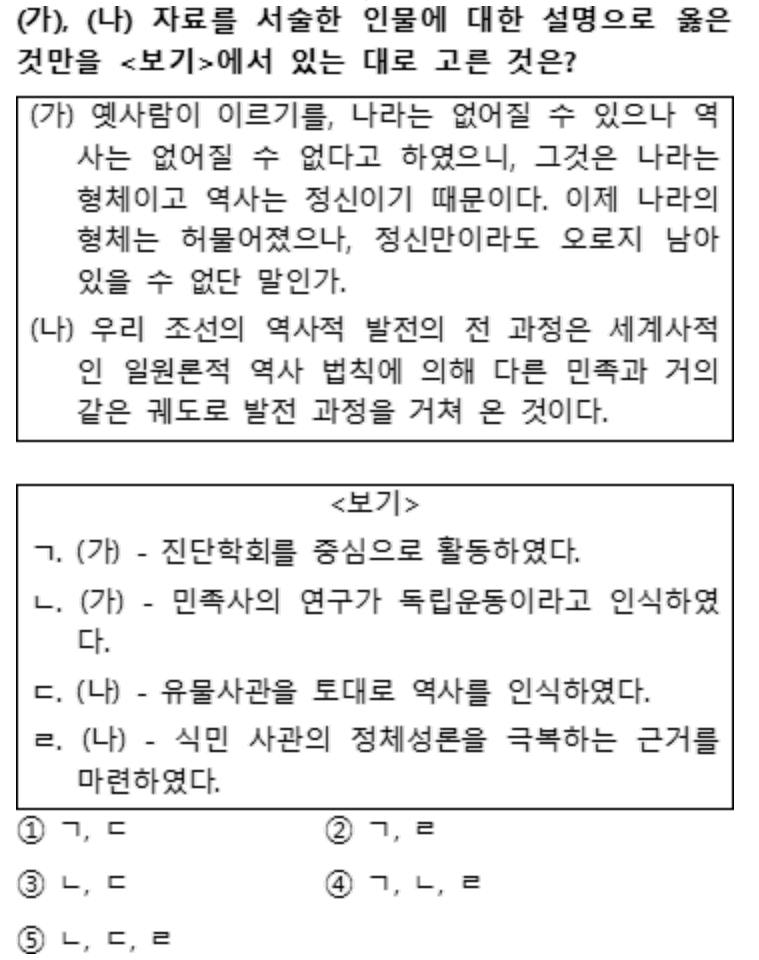 (가), (나) 자료를 서술한 인물에 대한 설명으로 옳은
것만을 <보기>에서 있는 대로 고른 것은?
(가) 옛사람이 이르기를, 나라는 없어질 수 있으나 역
사는 없어질 수 없다고 하였으니, 그것은 나라는
형체이고 역사는 정신이기 때문이다. 이제 나라의
형체는 허물어졌으나, 정신만이라도 오로지 남아
있을 수 없단 말인가.
(나) 우리 조선의 역사적 발전의 전 과정은 세계사적
인 일원론적 역사 법칙에 의해 다른 민족과 거의
같은 궤도로 발전 과정을 거쳐 온 것이다.
<보기>
ㄱ. (가) - 진단학회를 중심으로 활동하였다.
ㄴ. (가) - 민족사의 연구가 독립운동이라고 인식하였
다.
ㄷ. (나) - 유물사관을 토대로 역사를 인식하였다.
ㄹ. (나) - 식민 사관의 정체성론을 극복하는 근거를
마련하였다.
① ㄱ, ㄷ ② ㄱ, ㄹ
③ ㄴ, ㄷ ④ ㄱ, ㄴ, ㄹ
⑤ ㄴ, ㄷ, ㄹ